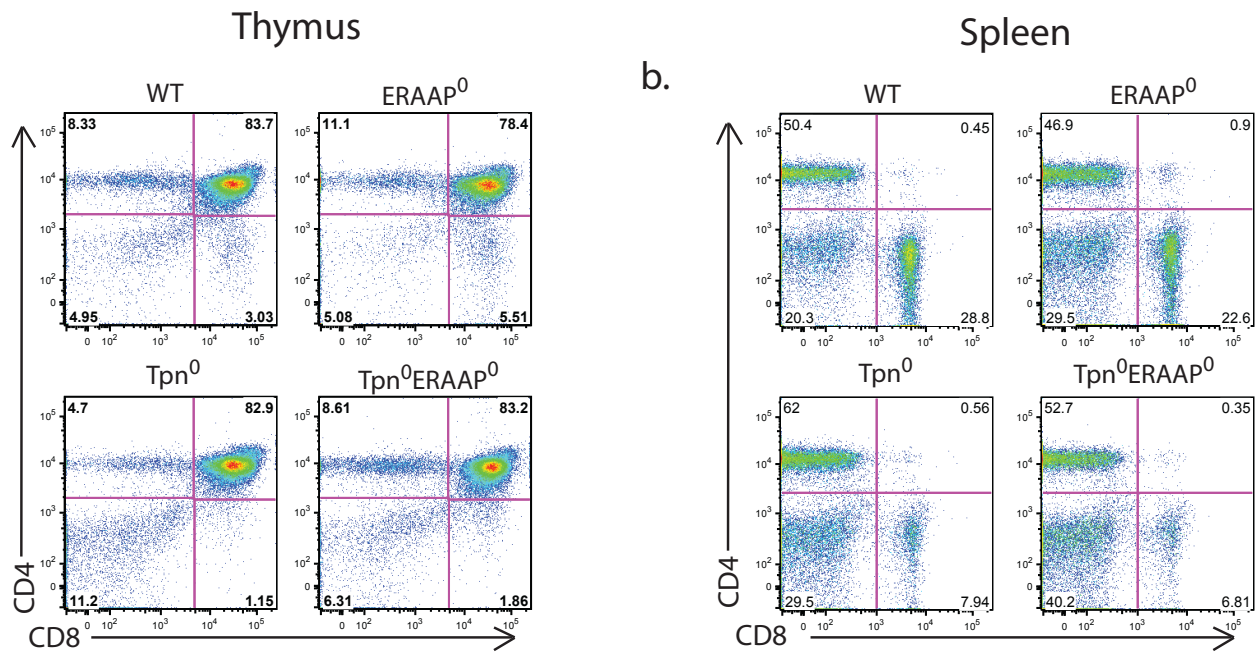 Thymus
Spleen
b.
WT
ERAAP⁰
WT
ERAAP⁰
8.33 83.7
11.1 78.4
50.4 0.45
46.9 0.9
10⁵
10⁴
10³
10²
0
10⁵
10⁴
10³
10²
0
10⁵
10⁴
10³
10²
0
10⁵
10⁴
10³
10²
0
4.95 3.03
5.08 5.51
20.3 28.8
29.5 22.6
0 10² 10³ 10⁴ 10⁵
0 10² 10³ 10⁴ 10⁵
0 10² 10³ 10⁴ 10⁵
0 10² 10³ 10⁴ 10⁵
Tpn⁰
Tpn⁰ERAAP⁰
Tpn⁰
Tpn⁰ERAAP⁰
4.7 82.9
8.61 83.2
62 0.56
52.7 0.35
10⁵
10⁴
10³
10²
0
10⁵
10⁴
10³
10²
0
10⁵
10⁴
10³
10²
0
10⁵
10⁴
10³
10²
0
11.2 1.15
6.31 1.86
29.5 7.94
40.2 6.81
0 10² 10³ 10⁴ 10⁵
0 10² 10³ 10⁴ 10⁵
0 10² 10³ 10⁴ 10⁵
0 10² 10³ 10⁴ 10⁵
CD4
CD8
CD4
CD8